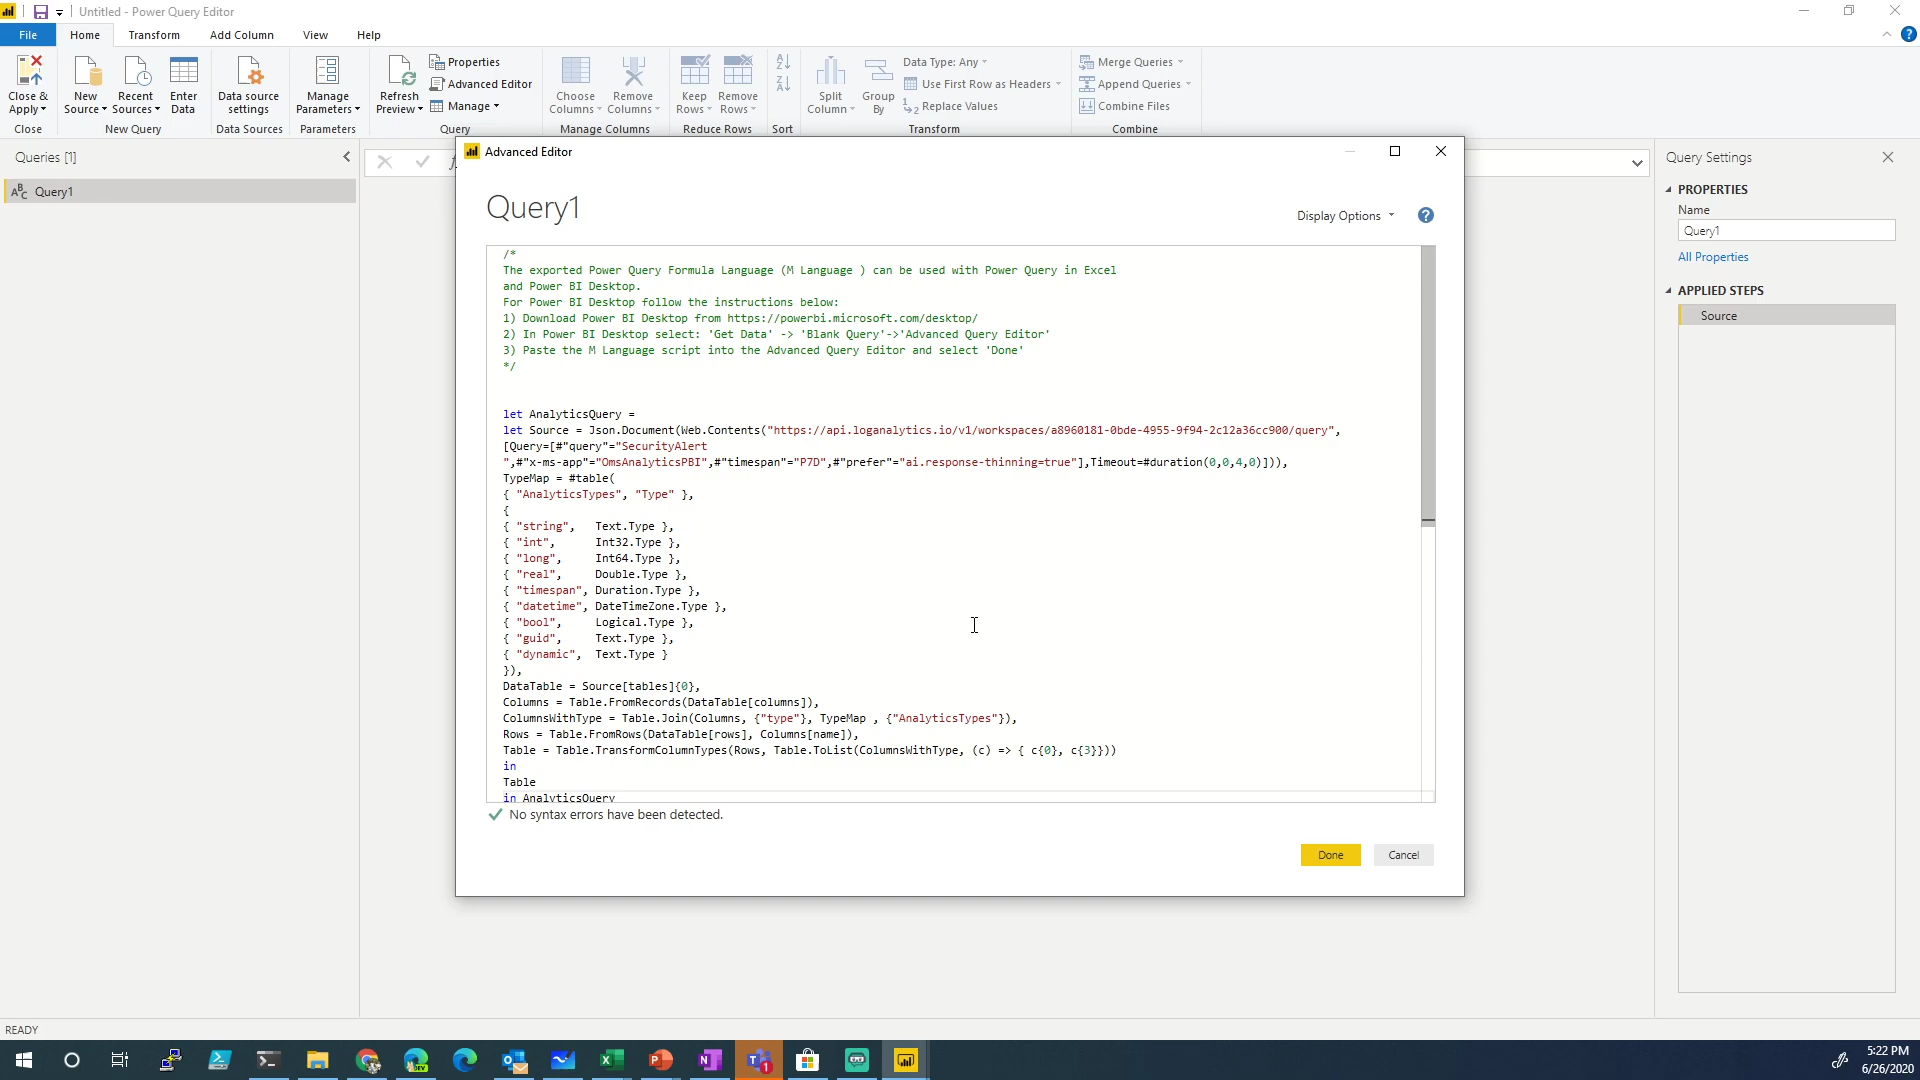 Untitled - Power Query Editor
File
Home
Transform
Add Column
View
Help
Close &
Apply
Close
New
Source
Recent
Sources
Enter
Data
New Query
Data source
settings
Data Sources
Manage
Parameters
Parameters
Refresh
Preview
Properties
Advanced Editor
Manage
Query
Choose
Columns
Remove
Columns
Manage Columns
Keep
Rows
Remove
Rows
Reduce Rows
Sort
Split
Column
Group
By
Data Type: Any
Use First Row as Headers
Replace Values
Transform
Merge Queries
Append Queries
Combine Files
Combine
Queries [1]
Query1
Advanced Editor
Query1
Display Options
/*
The exported Power Query Formula Language (M Language ) can be used with Power Query in Excel
and Power BI Desktop.
For Power BI Desktop follow the instructions below:
1) Download Power BI Desktop from https://powerbi.microsoft.com/desktop/
2) In Power BI Desktop select: 'Get Data' -> 'Blank Query'->'Advanced Query Editor'
3) Paste the M Language script into the Advanced Query Editor and select 'Done'
*/
let AnalyticsQuery =
let Source = Json.Document(Web.Contents("https://api.loganalytics.io/v1/workspaces/a8960181-0bde-4955-9f94-2c12a36cc900/query",
[Query=[#"query"="SecurityAlert
",#"x-ms-app"="OmsAnalyticsPBI",#"timespan"="P7D",#"prefer"="ai.response-thinning=true"],Timeout=#duration(0,0,4,0)])),
TypeMap = #table(
{ "AnalyticsTypes", "Type" },
{
{ "string",   Text.Type },
{ "int",      Int32.Type },
{ "long",     Int64.Type },
{ "real",     Double.Type },
{ "timespan", Duration.Type },
{ "datetime", DateTimeZone.Type },
{ "bool",     Logical.Type },
{ "guid",     Text.Type },
{ "dynamic",  Text.Type }
}),
DataTable = Source[tables]{0},
Columns = Table.FromRecords(DataTable[columns]),
ColumnsWithType = Table.Join(Columns, {"type"}, TypeMap , {"AnalyticsTypes"}),
Rows = Table.FromRows(DataTable[rows], Columns[name]),
Table = Table.TransformColumnTypes(Rows, Table.ToList(ColumnsWithType, (c) => { c{0}, c{3}}))
in
Table
in AnalyticsQuery
No syntax errors have been detected.
Done
Cancel
Query Settings
PROPERTIES
Name
Query1
All Properties
APPLIED STEPS
Source
READY
5:22 PM
6/26/2020